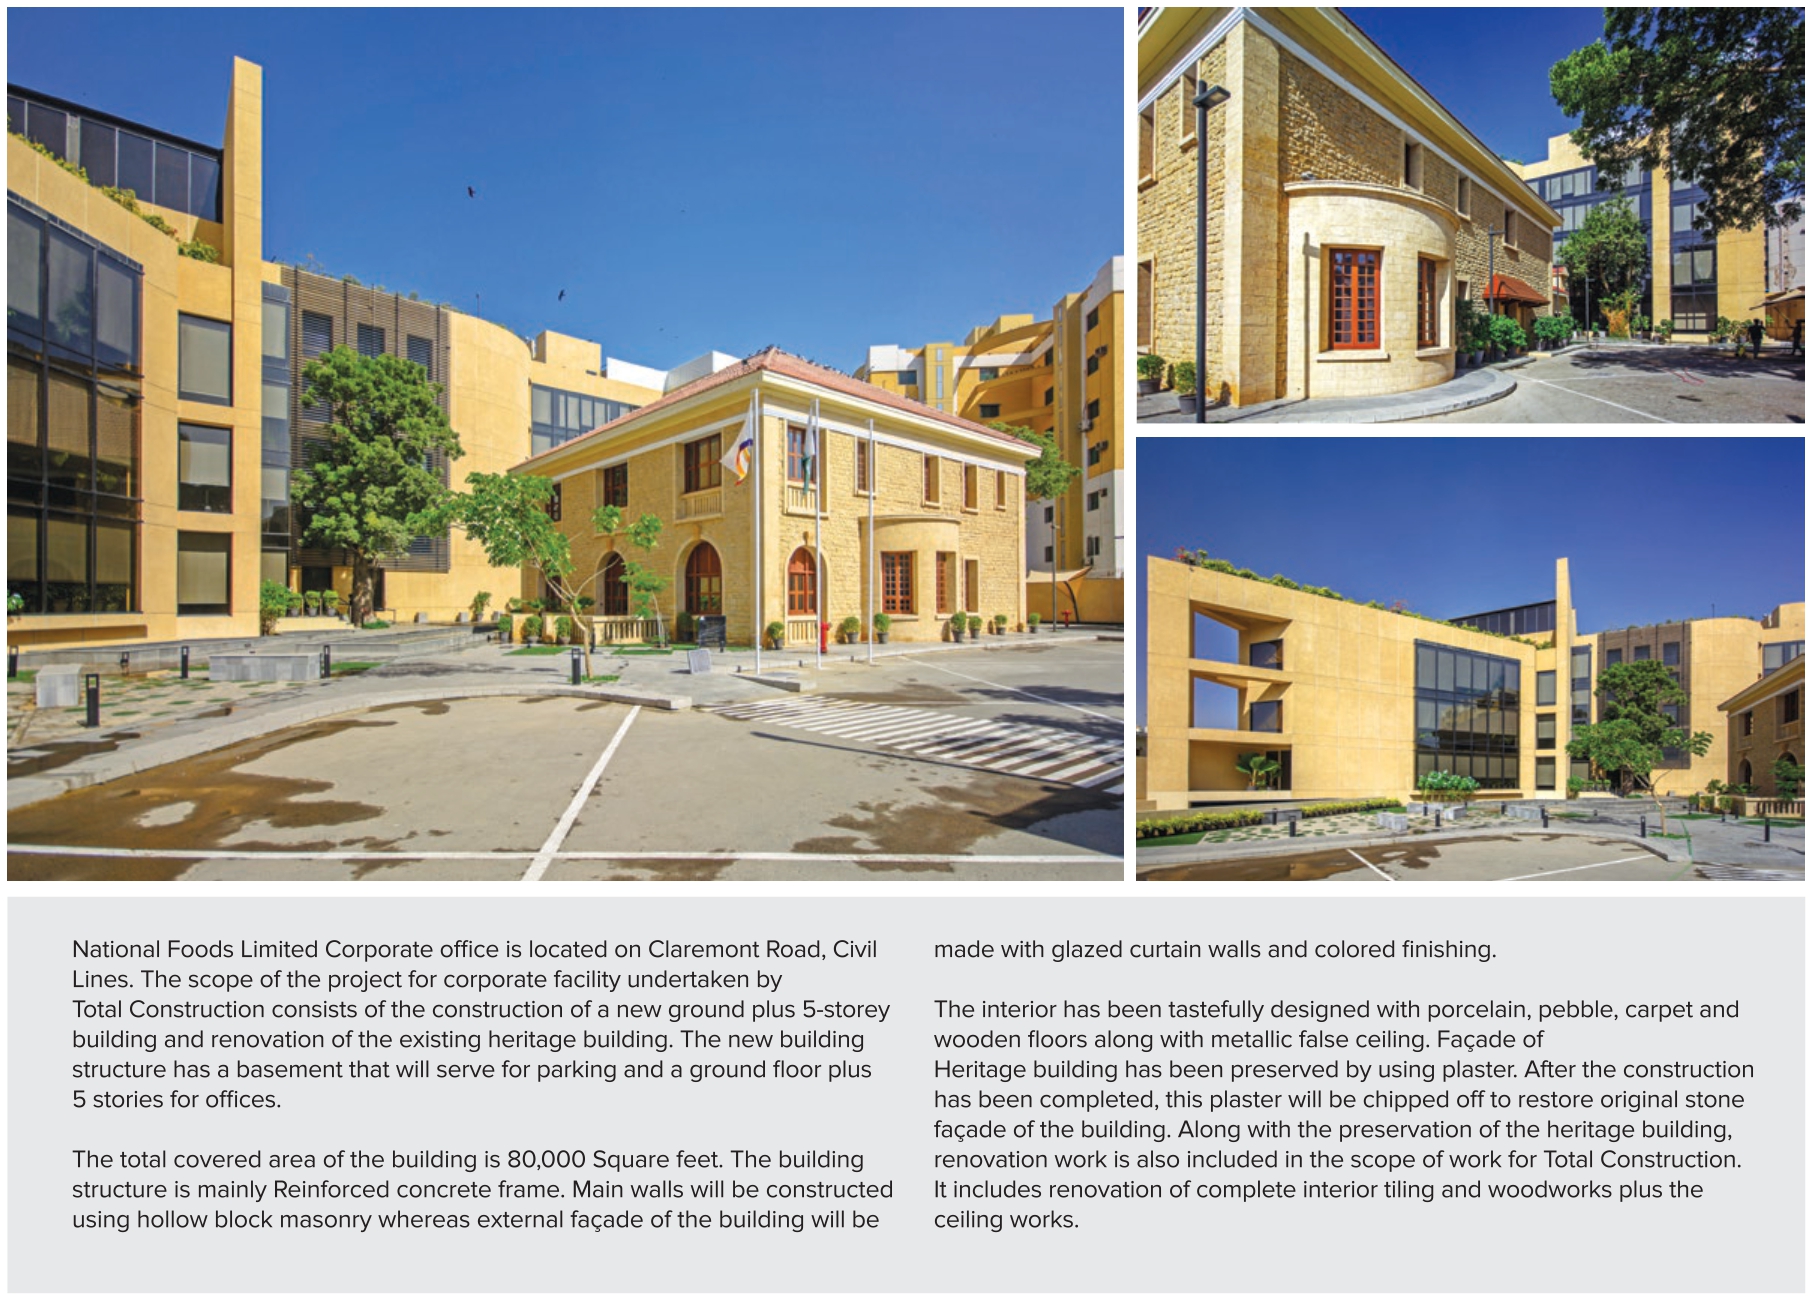 National Foods Limited Corporate office is located on Claremont Road, Civil
Lines. The scope of the project for corporate facility undertaken by
Total Construction consists of the construction of a new ground plus 5-storey
building and renovation of the existing heritage building. The new building
structure has a basement that will serve for parking and a ground floor plus
5 stories for offices.
The total covered area of the building is 80,000 Square feet. The building
structure is mainly Reinforced concrete frame. Main walls will be constructed
using hollow block masonry whereas external façade of the building will be
made with glazed curtain walls and colored finishing.
The interior has been tastefully designed with porcelain, pebble, carpet and
wooden floors along with metallic false ceiling. Façade of
Heritage building has been preserved by using plaster. After the construction
has been completed, this plaster will be chipped off to restore original stone
façade of the building. Along with the preservation of the heritage building,
renovation work is also included in the scope of work for Total Construction.
It includes renovation of complete interior tiling and woodworks plus the
ceiling works.